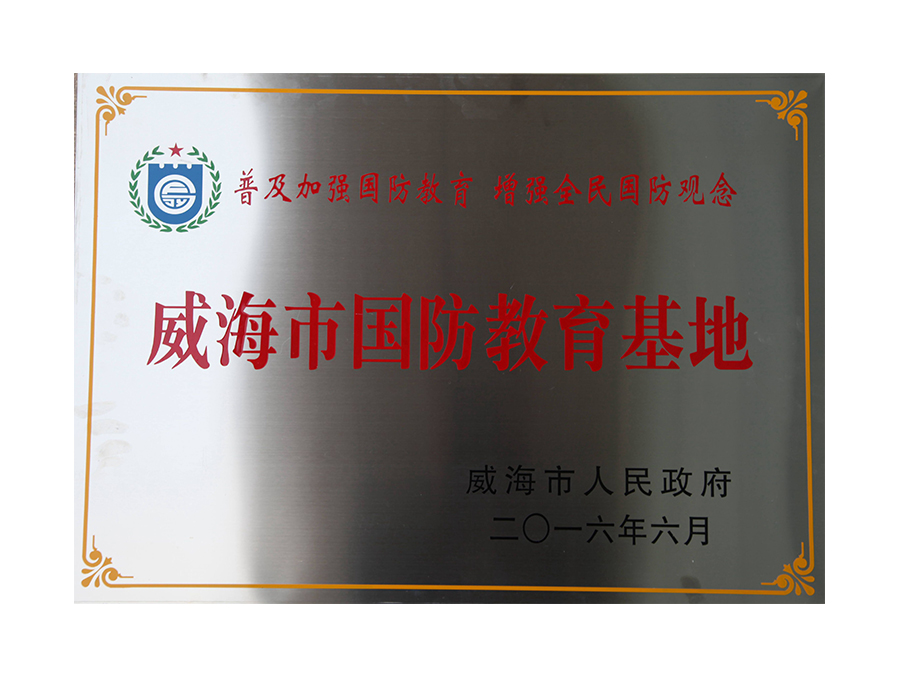 普及加强国防教育 增强全民国防观念
威海市国防教育基地
威海市人民政府
二〇一六年六月